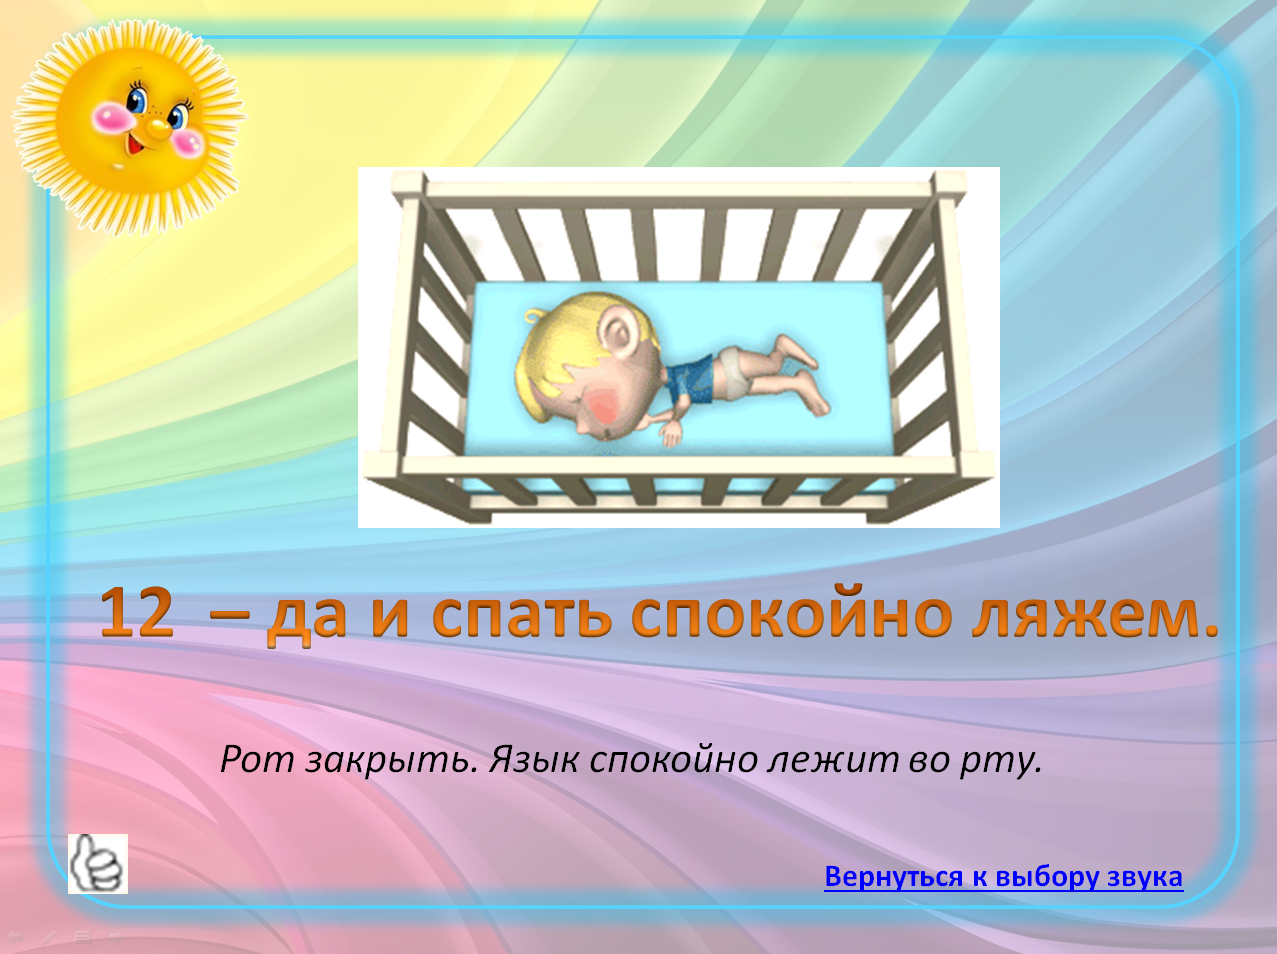 12 – да и спать спокойно ляжем.
Рот закрыть. Язык спокойно лежит во рту.
Вернуться к выбору звука